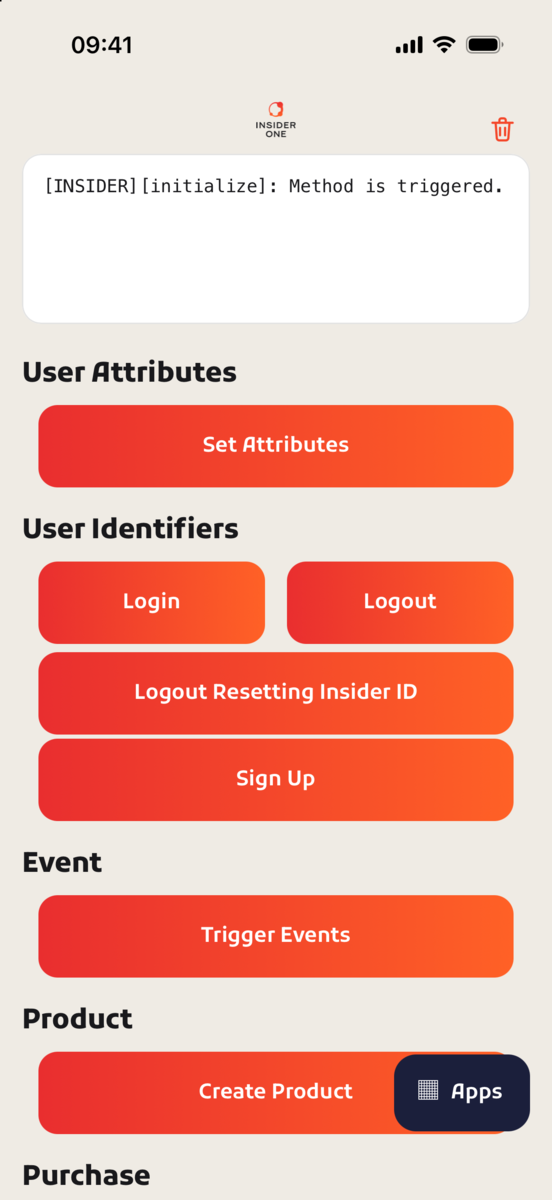 09:41
INSIDER
ONE
[INSIDER][initialize]: Method is triggered.
User Attributes
Set Attributes
User Identifiers
Login
Logout
Logout Resetting Insider ID
Sign Up
Event
Trigger Events
Product
Create Product
Apps
Purchase